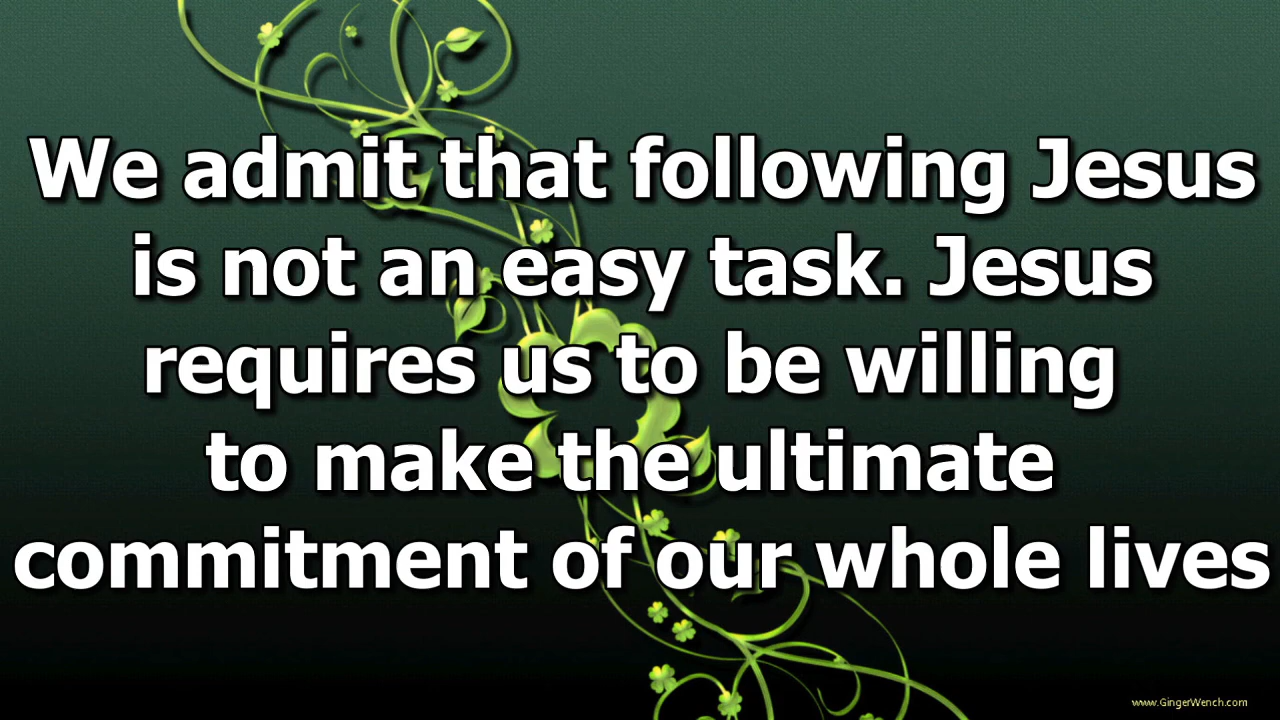 We admit that following Jesus
is not an easy task. Jesus
requires us to be willing
to make the ultimate
commitment of our whole lives
www.GingerWench.com